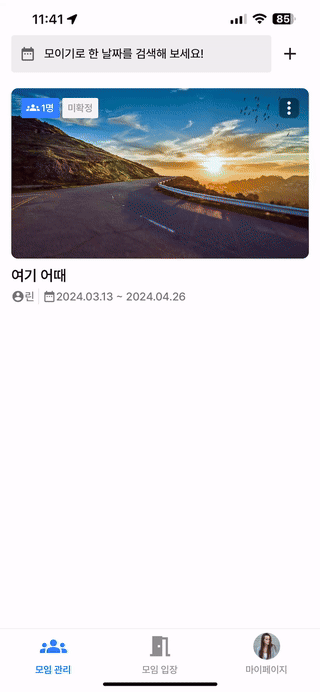 11:41 85
모이기로 한 날짜를 검색해 보세요!
1명 미확정
여기 어때
린 2024.03.13 ~ 2024.04.26
모임 관리 모임 입장 마이페이지